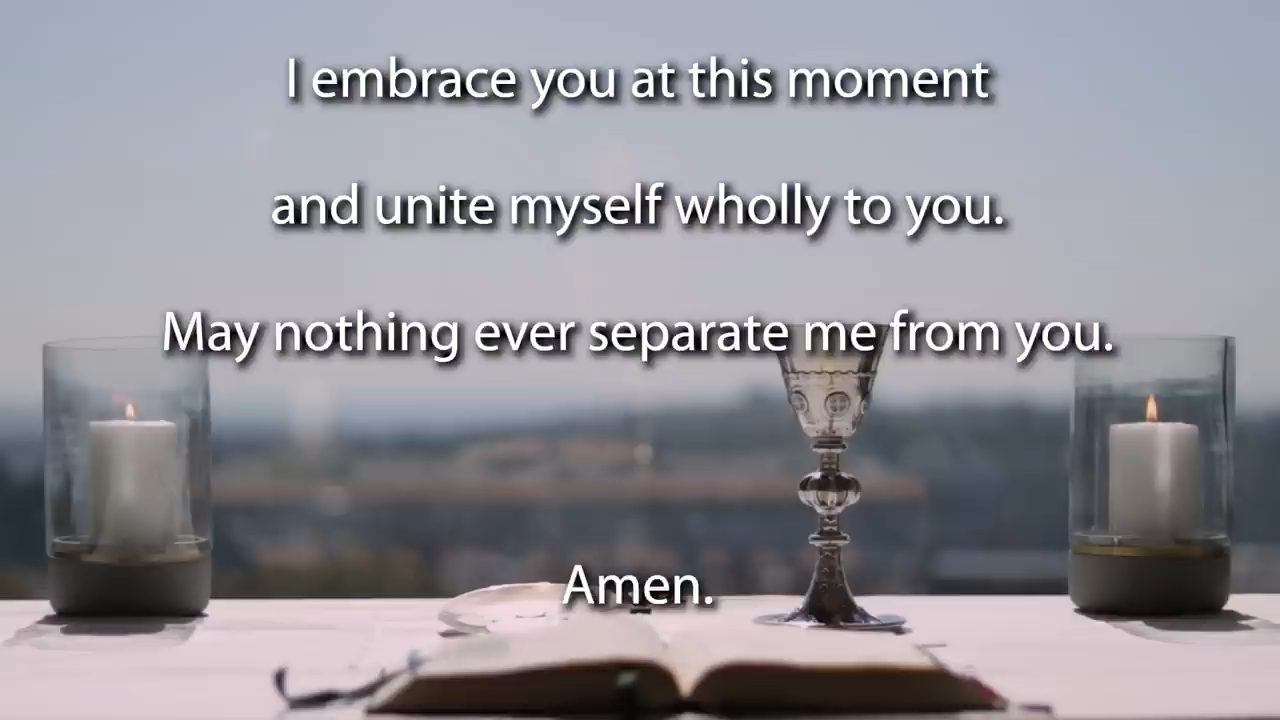 I embrace you at this moment
and unite myself wholly to you.
May nothing ever separate me from you.
Amen.